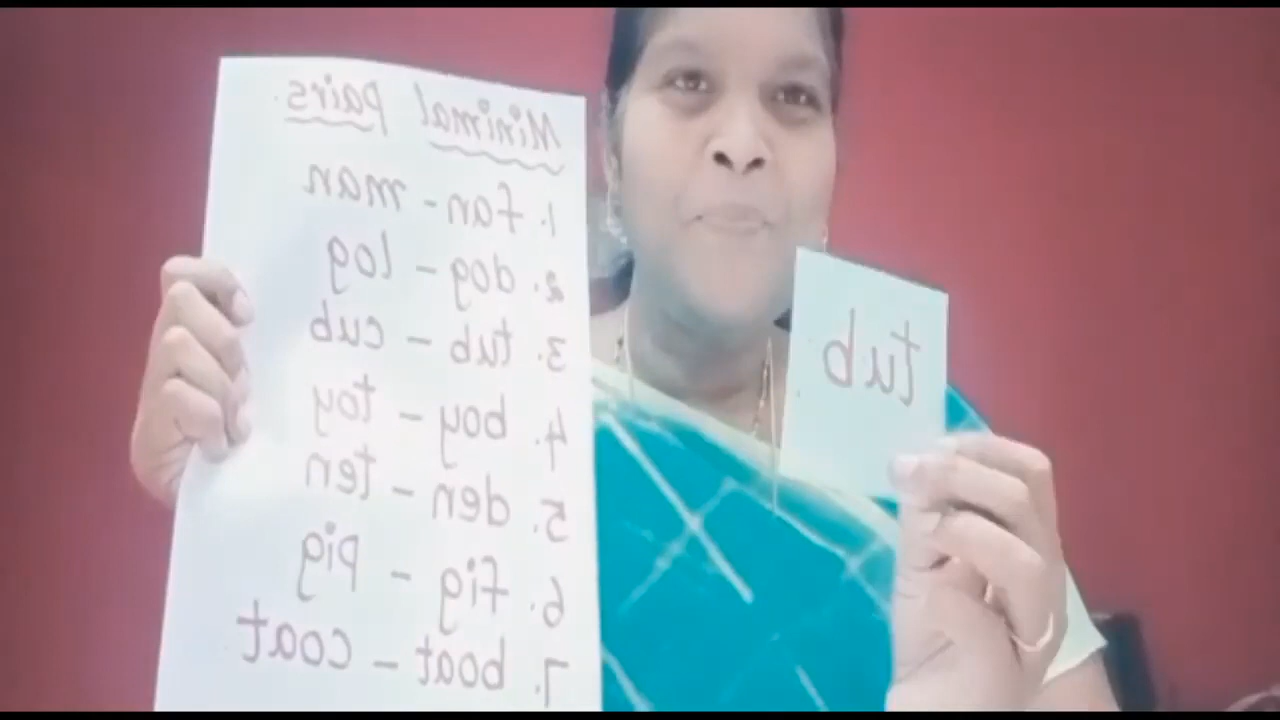 Minimal Pairs.
1. fan - man
2. dog - log
3. tub - cub
4. boy - toy
5. den - ten
6. fig - pig
7. boat - coat
tub